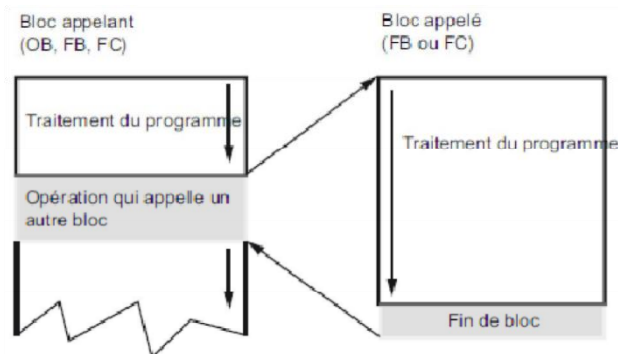 Bloc appelant
(OB, FB, FC)
Bloc appelé
(FB ou FC)
Traitement du programme
Traitement du programme
Opération qui appelle un
autre bloc
Fin de bloc